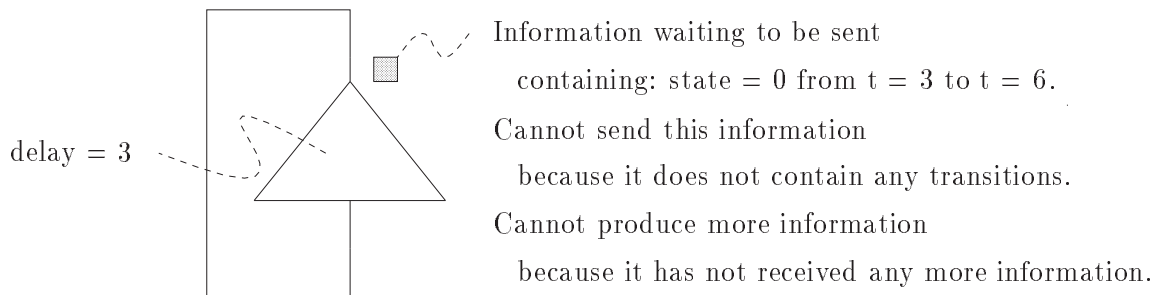 Information waiting to be sent
containing: state = 0 from t = 3 to t = 6.
Cannot send this information
delay = 3
because it does not contain any transitions.
Cannot produce more information
because it has not received any more information.